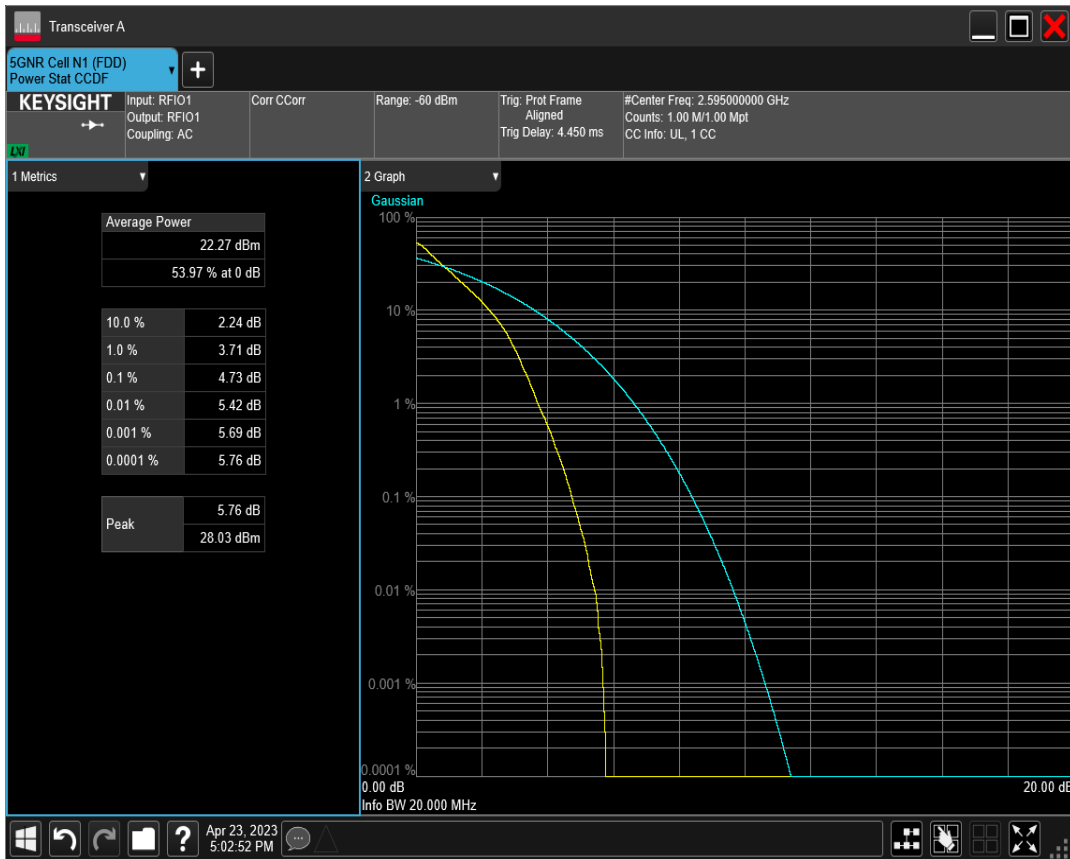 Transceiver A
5GNR Cell N1 (FDD)
Power Stat CCDF
KEYSIGHT
LXI
Input: RFIO1
Output: RFIO1
Coupling: AC
Corr CCorr
Range: -60 dBm
Trig: Prot Frame
Aligned
Trig Delay: 4.450 ms
#Center Freq: 2.595000000 GHz
Counts: 1.00 M/1.00 Mpt
CC Info: UL, 1 CC
1 Metrics
Average Power
22.27 dBm
53.97 % at 0 dB
10.0 % 2.24 dB
1.0 % 3.71 dB
0.1 % 4.73 dB
0.01 % 5.42 dB
0.001 % 5.69 dB
0.0001 % 5.76 dB
Peak 5.76 dB
28.03 dBm
2 Graph
Gaussian
100 %
10 %
1 %
0.1 %
0.01 %
0.001 %
0.0001 %
0.00 dB 20.00 dB
Info BW 20.000 MHz
? Apr 23, 2023
5:02:52 PM